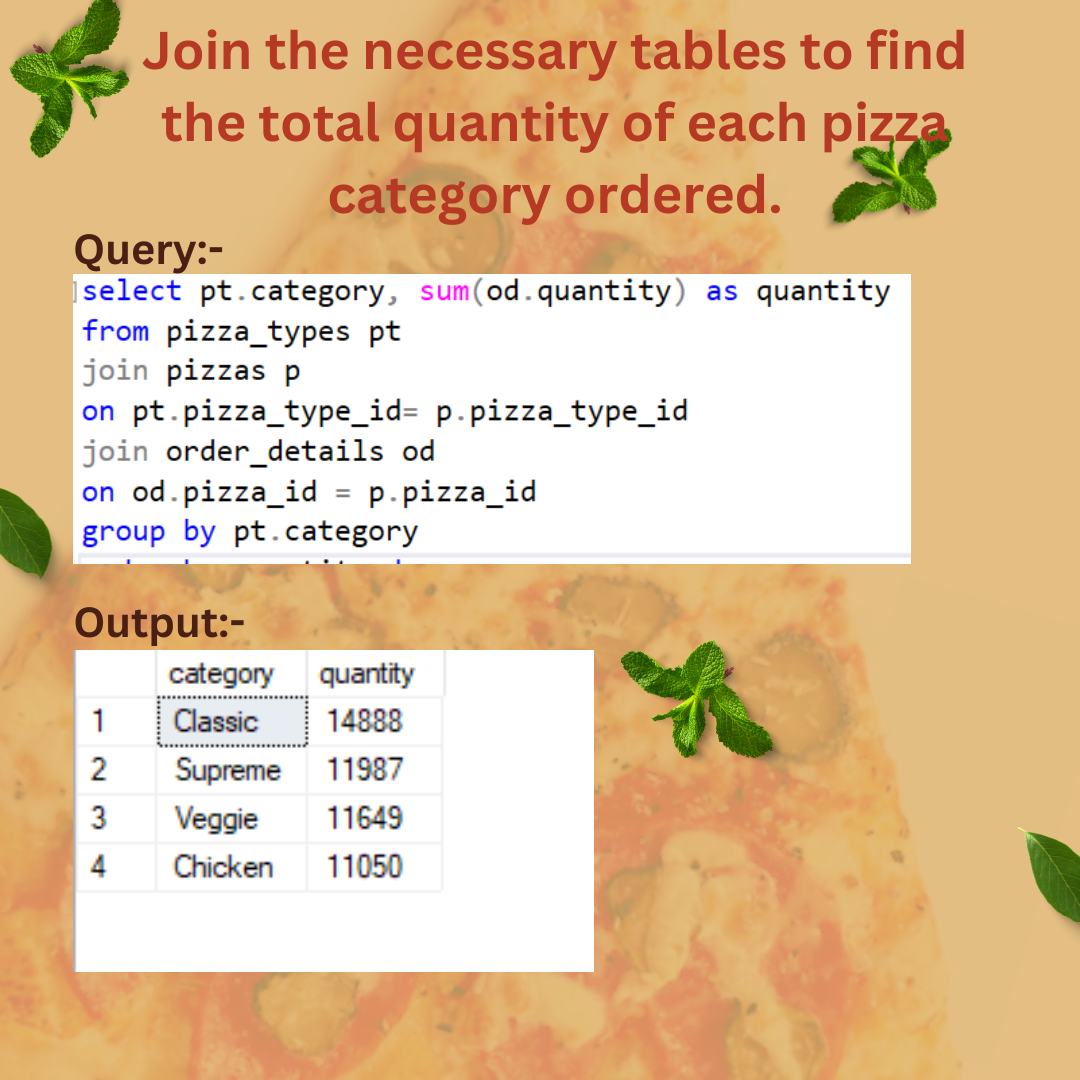 Join the necessary tables to find
the total quantity of each pizza
category ordered.
Query:-
select pt.category, sum(od.quantity) as quantity
from pizza_types pt
join pizzas p
on pt.pizza_type_id= p.pizza_type_id
join order_details od
on od.pizza_id = p.pizza_id
group by pt.category
Output:-
category quantity
1 Classic 14888
2 Supreme 11987
3 Veggie 11649
4 Chicken 11050